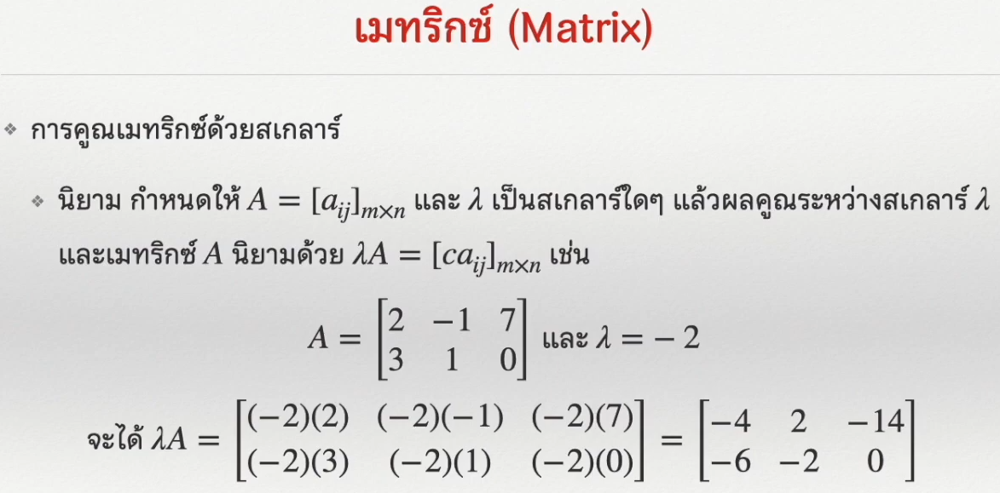 เมทริกซ์ (Matrix)
❖ การคูณเมทริกซ์ด้วยสเกลาร์
❖ นิยาม กำหนดให้ $A = [a_{ij}]_{m \times n}$ และ $\lambda$ เป็นสเกลาร์ใดๆ แล้วผลคูณระหว่างสเกลาร์ $\lambda$
และเมทริกซ์ $A$ นิยามด้วย $\lambda A = [ca_{ij}]_{m \times n}$ เช่น
$A = \begin{bmatrix} 2 & -1 & 7 \\ 3 & 1 & 0 \end{bmatrix}$ และ $\lambda = -2$
จะได้ $\lambda A = \begin{bmatrix} (-2)(2) & (-2)(-1) & (-2)(7) \\ (-2)(3) & (-2)(1) & (-2)(0) \end{bmatrix} = \begin{bmatrix} -4 & 2 & -14 \\ -6 & -2 & 0 \end{bmatrix}$